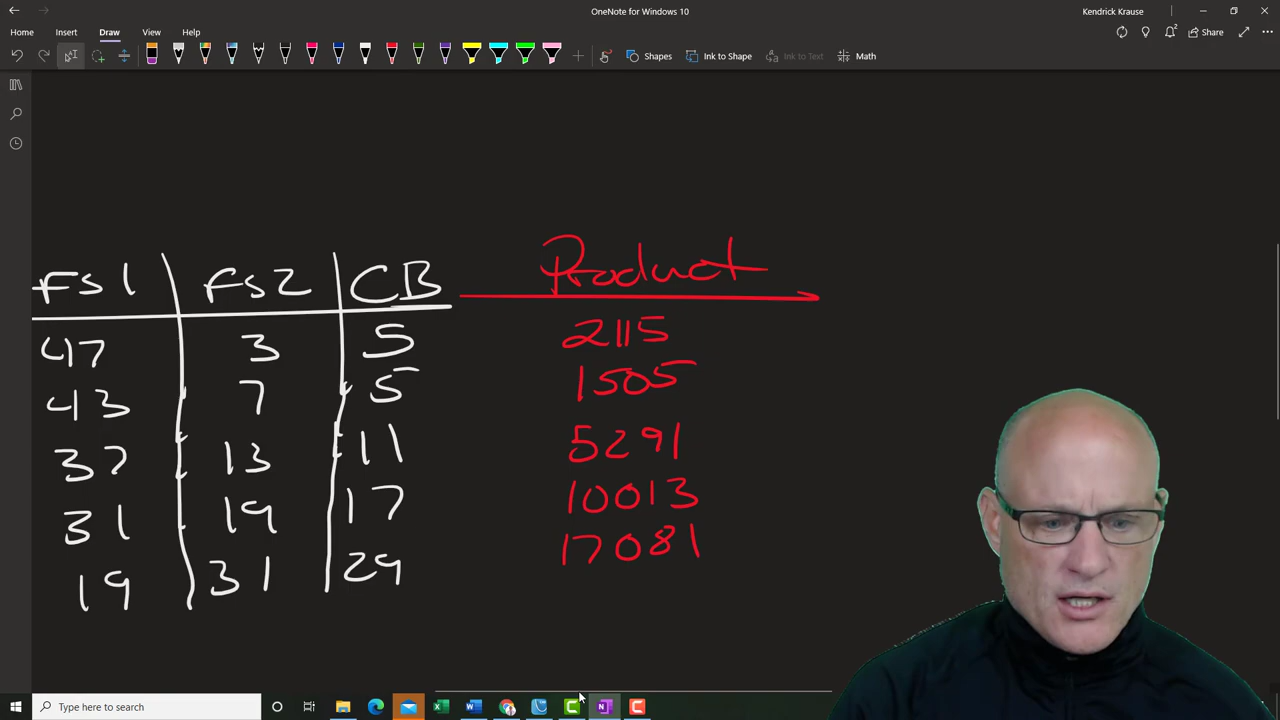 OneNote for Windows 10
Kendrick Krause
Home Insert Draw View Help
Share
Shapes Ink to Shape Ink to Text Math
FS1 FS2 CB Product
47 3 5 2115
43 7 5 1505
37 13 11 5291
31 19 17 10013
19 31 29 17081
Type here to search